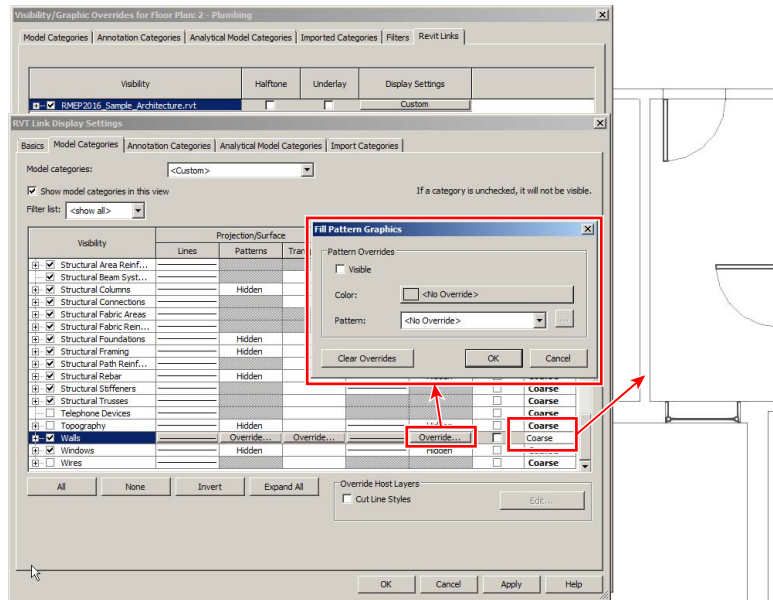 Visibility/Graphic Overrides for Floor Plan: 2 - Plumbing
Model Categories Annotation Categories Analytical Model Categories Imported Categories Filters Revit Links
Visibility Halftone Underlay Display Settings
RMEP2016_Sample_Architecture.rvt Custom
RVT Link Display Settings
Basics Model Categories Annotation Categories Analytical Model Categories Import Categories
Model categories: <Custom>
Show model categories in this view If a category is unchecked, it will not be visible.
Filter list: <show all>
Visibility Projection/Surface
Lines Patterns
Fill Pattern Graphics
Pattern Overrides
Visible
Color: <No Override>
Pattern: <No Override> ...
Clear Overrides OK Cancel
Structural Area Reinf...
Structural Beam Syst...
Structural Columns Hidden
Structural Connections
Structural Fabric Areas
Structural Fabric Rein...
Structural Foundations Hidden
Structural Framing Hidden
Structural Path Reinf...
Structural Rebar Hidden Hidden Coarse
Structural Stiffeners Coarse
Structural Trusses Coarse
Telephone Devices Coarse
Topography Hidden Hidden
Walls Override... Override... Override... Coarse
Windows Hidden Hidden
Wires Coarse
All None Invert Expand All
Override Host Layers
Cut Line Styles Edit...
OK Cancel Apply Help